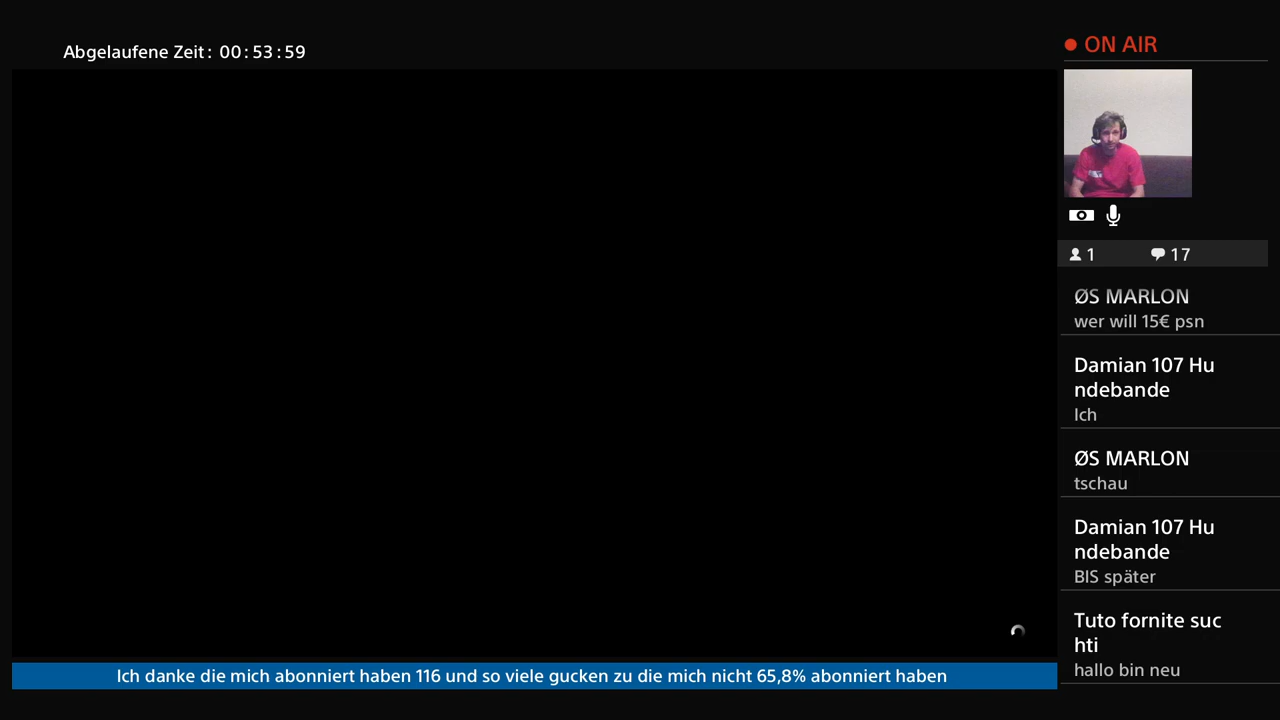 Abgelaufene Zeit: 00:53:59
ON AIR
1 17
ØS MARLON
wer will 15€ psn
Damian 107 Hu
ndebande
Ich
ØS MARLON
tschau
Damian 107 Hu
ndebande
BIS später
Tuto fornite suc
hti
hallo bin neu
Ich danke die mich abonniert haben 116 und so viele gucken zu die mich nicht 65,8% abonniert haben